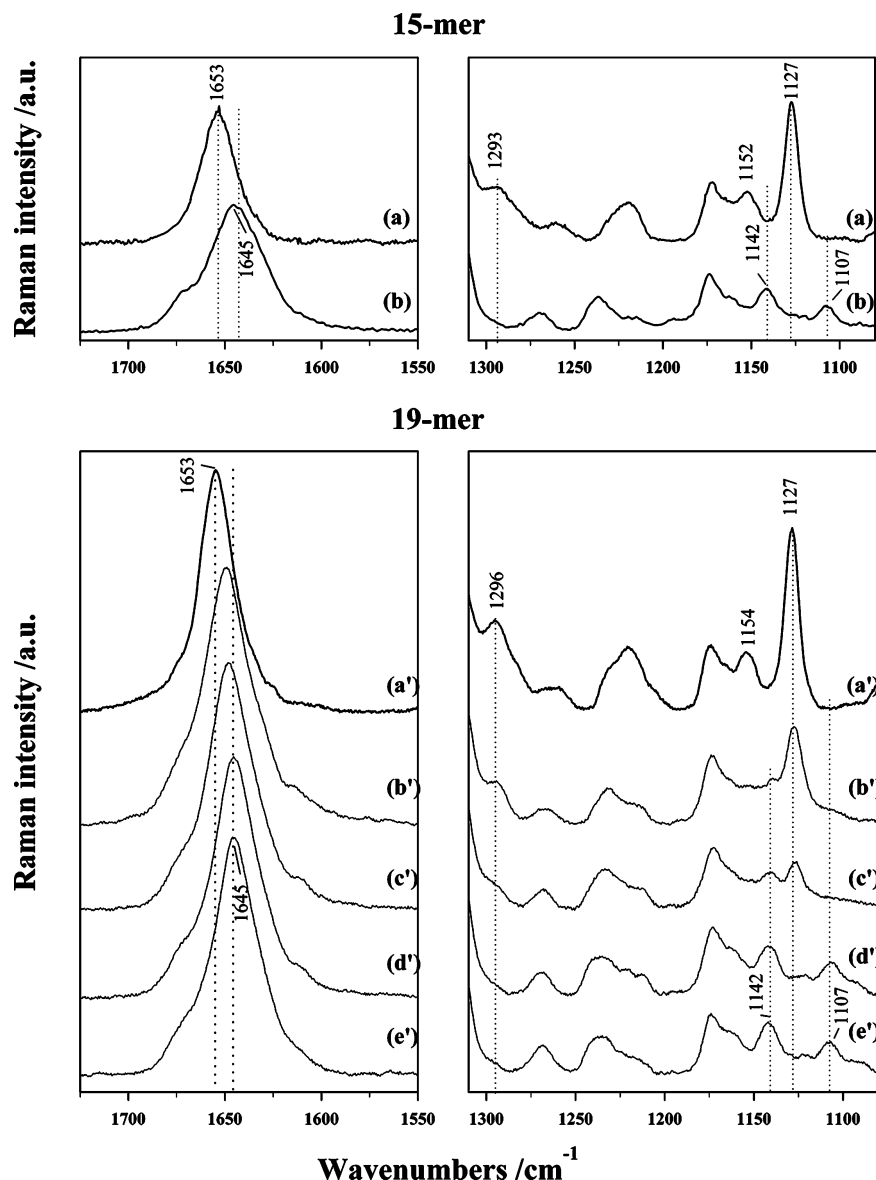 15-mer
Raman intensity /a.u.
1653
1645
(a)
(b)
1293
1152
1142
1127
1107
(a)
(b)
1700 1650 1600 1550
1300 1250 1200 1150 1100
19-mer
Raman intensity /a.u.
1653
1645
(a')
(b')
(c')
(d')
(e')
1296
1154
1127
1142
1107
(a')
(b')
(c')
(d')
(e')
1700 1650 1600 1550
1300 1250 1200 1150 1100
Wavenumbers /cm-1